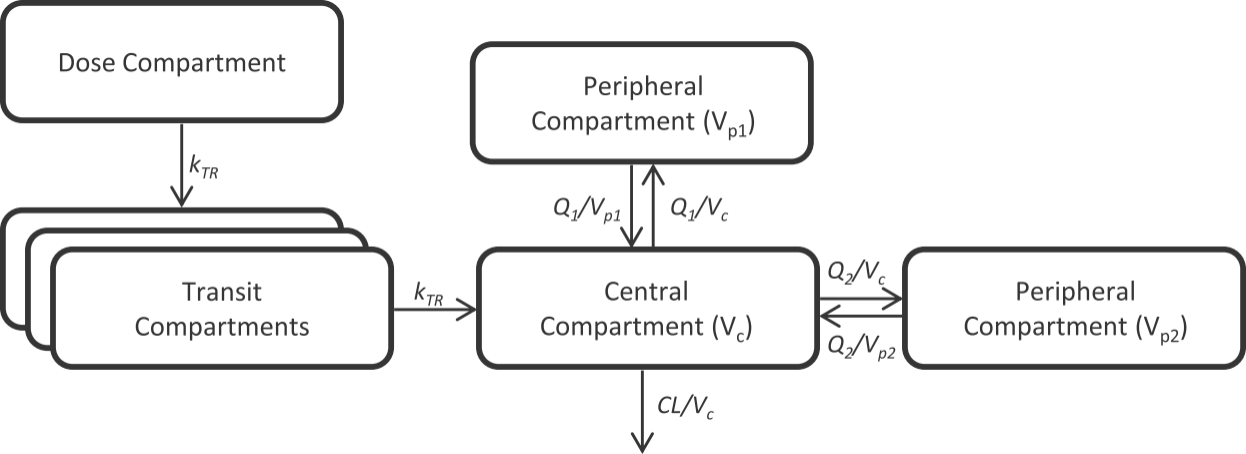 Dose Compartment
k_TR
Peripheral
Compartment (V_p1)
Q_1/V_p1
Q_1/V_c
Transit
Compartments
k_TR
Central
Compartment (V_c)
Q_2/V_c
Q_2/V_p2
Peripheral
Compartment (V_p2)
CL/V_c